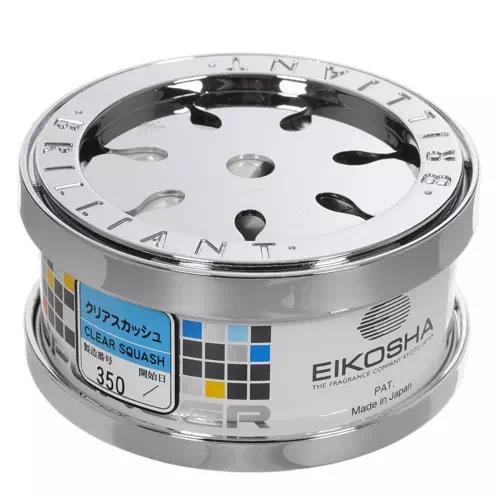 BRILLIANT·
BRILLIANT·
クリアスカッシュ
CLEAR SQUASH
製造番号 開始日
350 /
ER
EIKOSHA
THE FRAGRANCE COMPANY KYOTO JAPAN
PAT.
Made in Japan